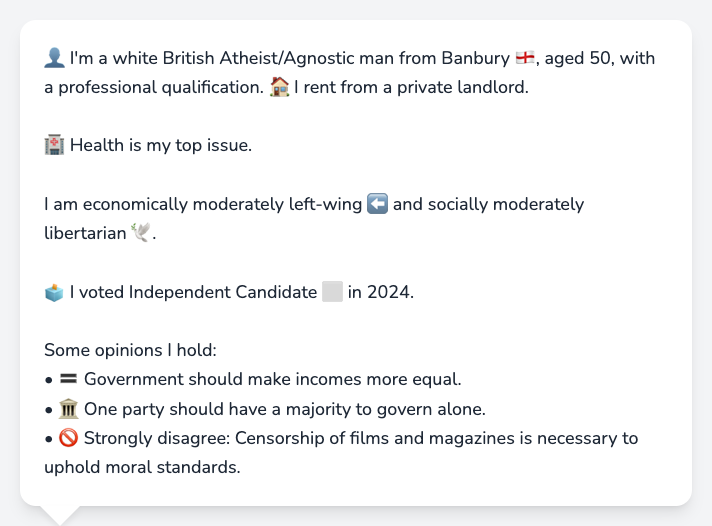 👤 I'm a white British Atheist/Agnostic man from Banbury 🏴󠁧󠁢󠁥󠁮󠁧󠁿, aged 50, with
a professional qualification. 🏠 I rent from a private landlord.
🏥 Health is my top issue.
I am economically moderately left-wing ⬅️ and socially moderately
libertarian 🕊️.
🗳️ I voted Independent Candidate ⬜ in 2024.
Some opinions I hold:
• 🟰 Government should make incomes more equal.
• 🏛️ One party should have a majority to govern alone.
• 🚫 Strongly disagree: Censorship of films and magazines is necessary to
uphold moral standards.